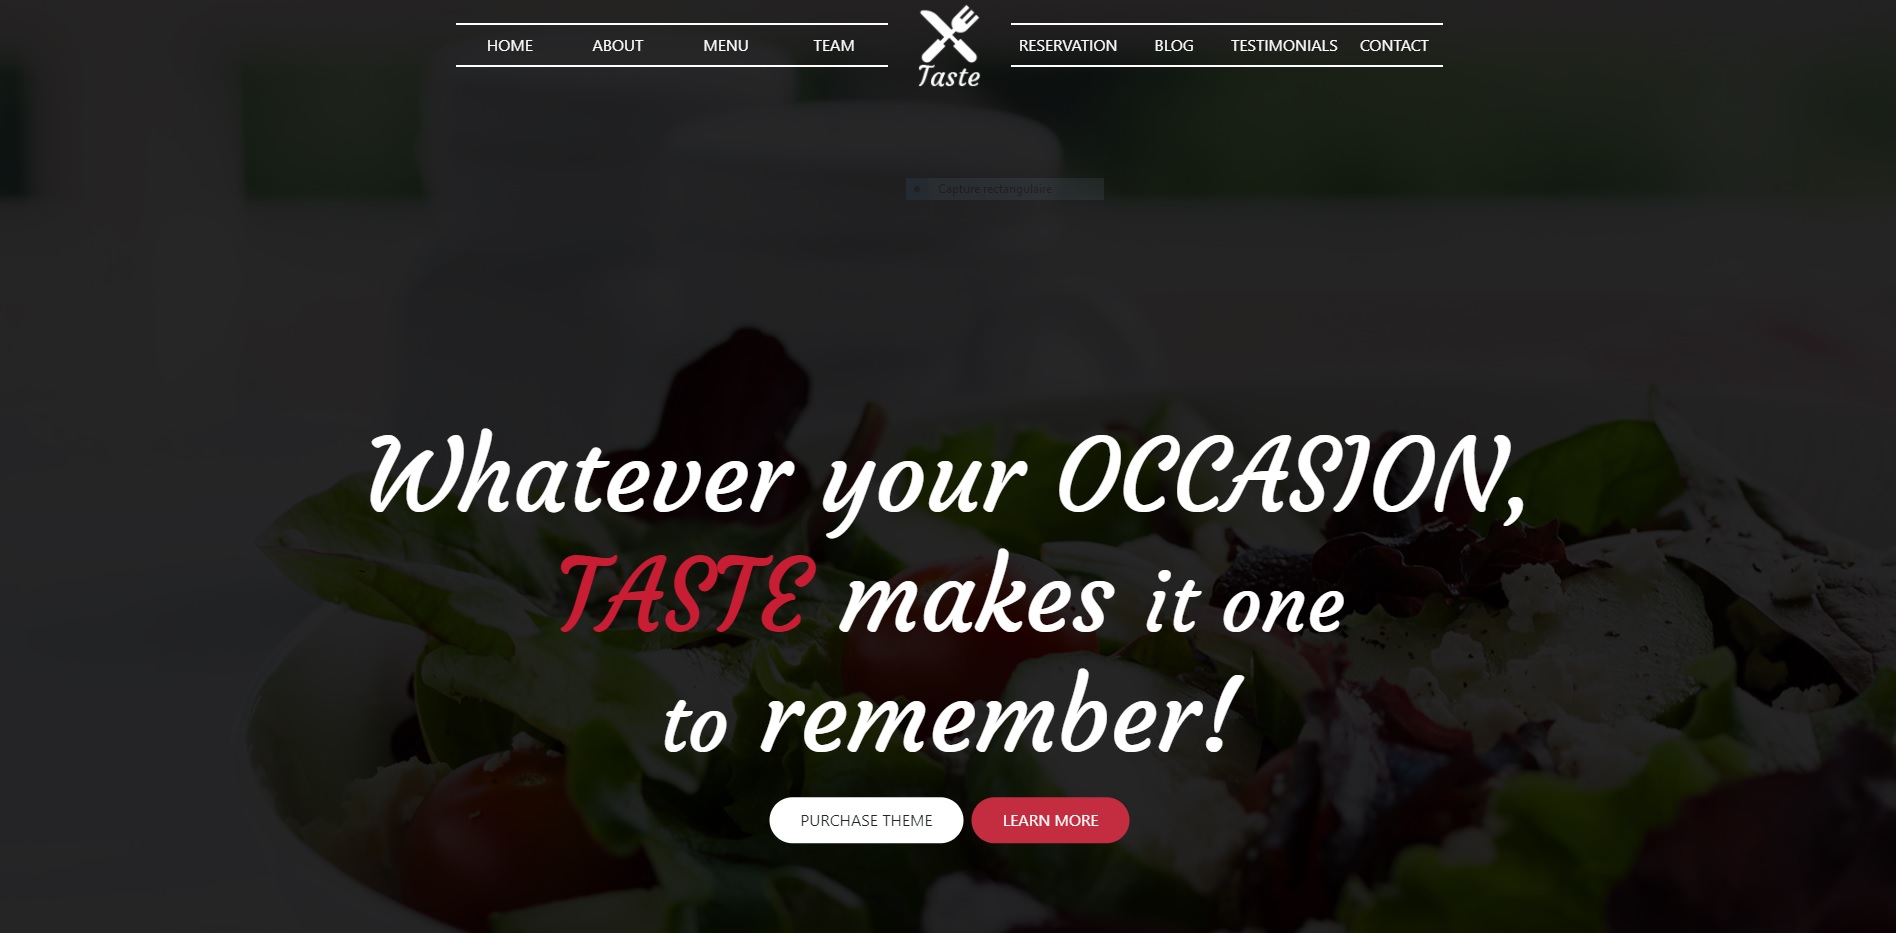 HOME ABOUT MENU TEAM Taste RESERVATION BLOG TESTIMONIALS CONTACT
Capture rectangulaire
Whatever your OCCASION,
TASTE makes it one
to remember!
PURCHASE THEME LEARN MORE